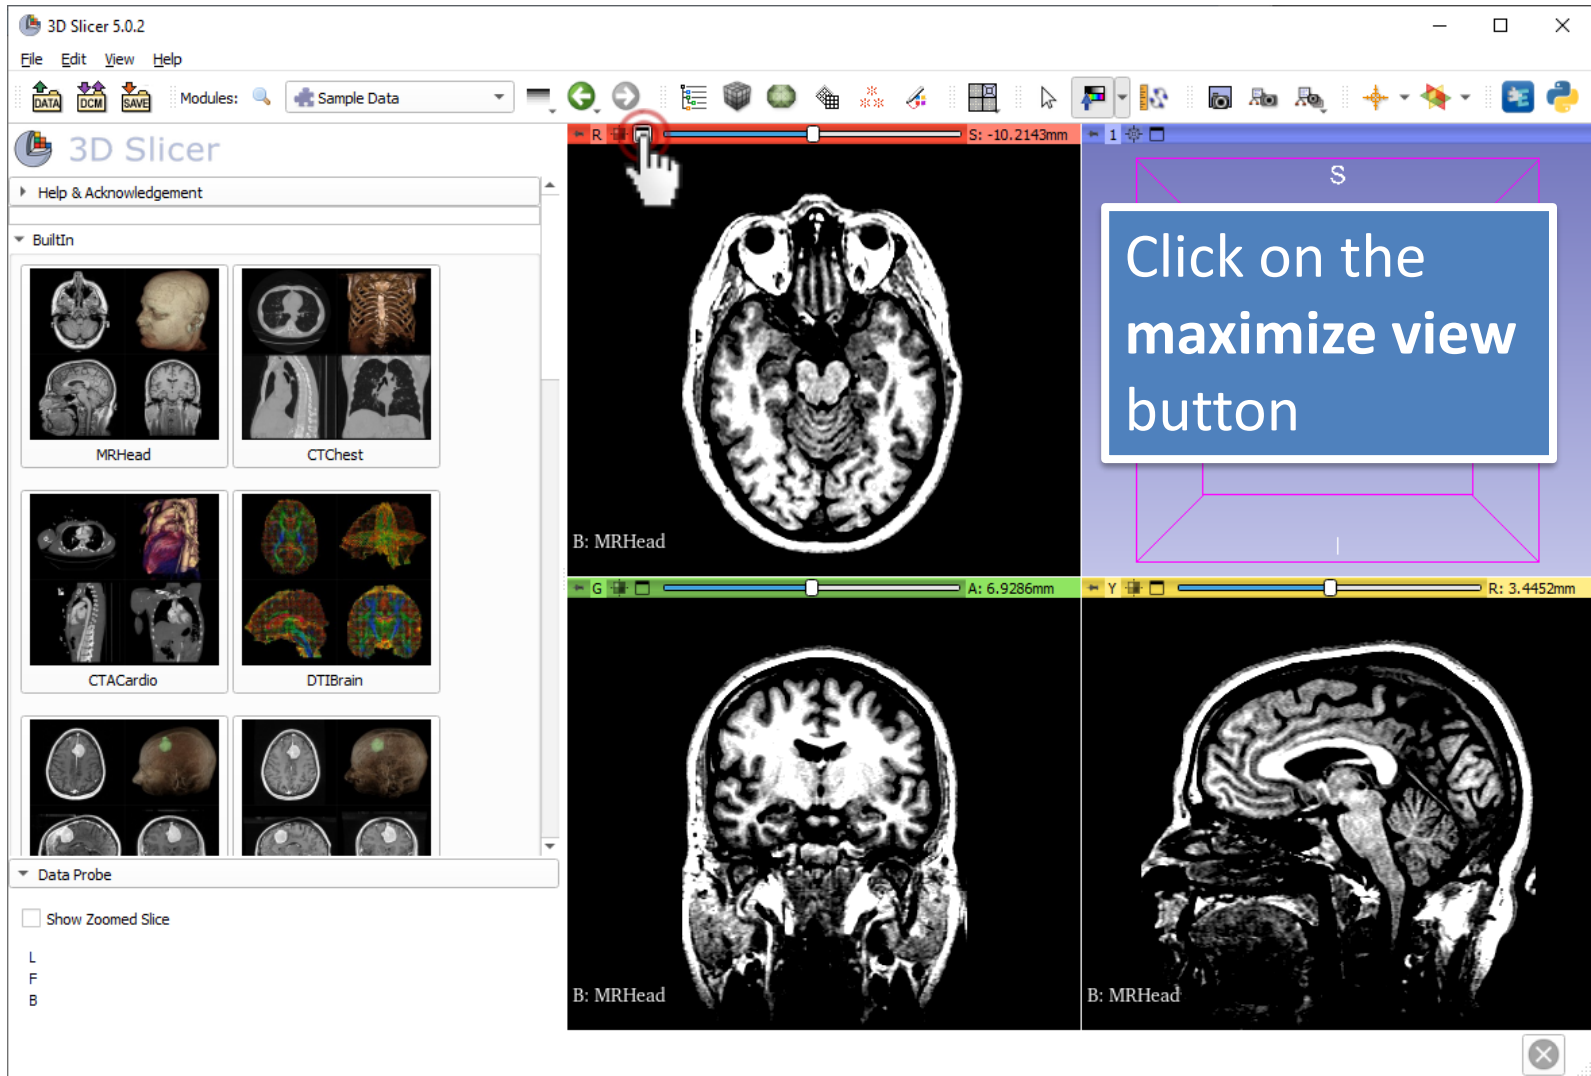 3D Slicer 5.0.2
File Edit View Help
DATA DCM SAVE Modules: Sample Data
3D Slicer
Help & Acknowledgement
BuiltIn
MRHead CTChest
CTACardio DTIBrain
Data Probe
Show Zoomed Slice
L
F
B
R S: -10.2143mm
B: MRHead
1
S
I
Click on the
maximize view
button
G A: 6.9286mm
B: MRHead
Y R: 3.4452mm
B: MRHead